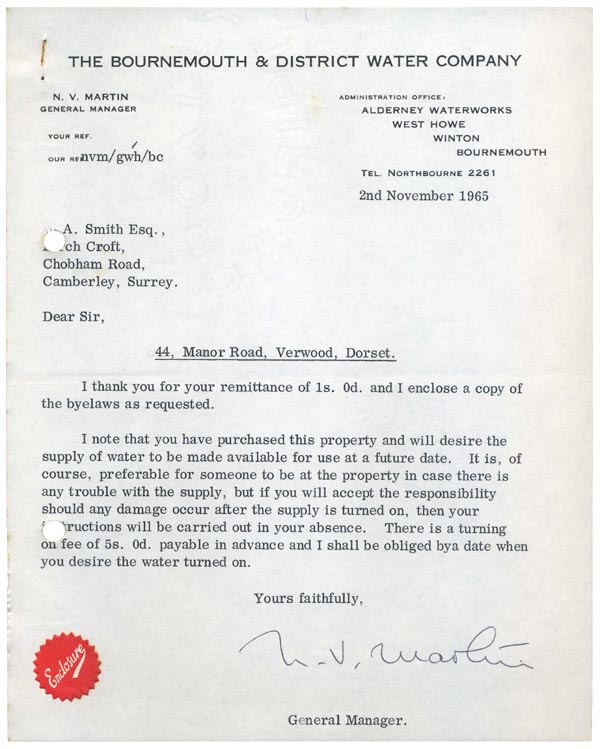 THE BOURNEMOUTH & DISTRICT WATER COMPANY
N. V. MARTIN
GENERAL MANAGER
ADMINISTRATION OFFICE:
ALDERNEY WATERWORKS
WEST HOWE
WINTON
BOURNEMOUTH
YOUR REF.
OUR RE nvm/gwh/bc
TEL. NORTHBOURNE 2261
2nd November 1965
A. Smith Esq.,
ch Croft,
Chobham Road,
Camberley, Surrey.
Dear Sir,
44, Manor Road, Verwood, Dorset.
I thank you for your remittance of 1s. 0d. and I enclose a copy of
the byelaws as requested.
I note that you have purchased this property and will desire the
supply of water to be made available for use at a future date. It is, of
course, preferable for someone to be at the property in case there is
any trouble with the supply, but if you will accept the responsibility
should any damage occur after the supply is turned on, then your
i tructions will be carried out in your absence. There is a turning
on fee of 5s. 0d. payable in advance and I shall be obliged bya date when
you desire the water turned on.
Yours faithfully,
N. V. Martin
Enclosure
General Manager.